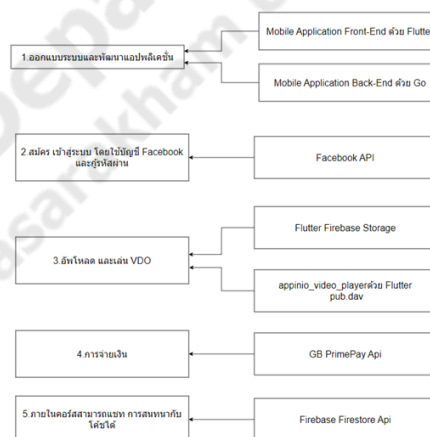 Mobile Application Front-End ด้วย Flutte
1.ออกแบบระบบและพัฒนาแอปพลิเคชั่น
Mobile Application Back-End ด้วย Go
2.สมัคร เข้าสู่ระบบ โดยใช้บัญชี Facebook
และกู้รหัสผ่าน
Facebook API
Flutter Firebase Storage
3.อัพโหลด และเล่น VDO
appinio_video_playerด้วย Flutter
pub.dav
4.การจ่ายเงิน
GB PrimePay Api
5.ภายในคอร์สสามารถแชท การสนทนากับ
โค้ชได้
Firebase Firestore Api